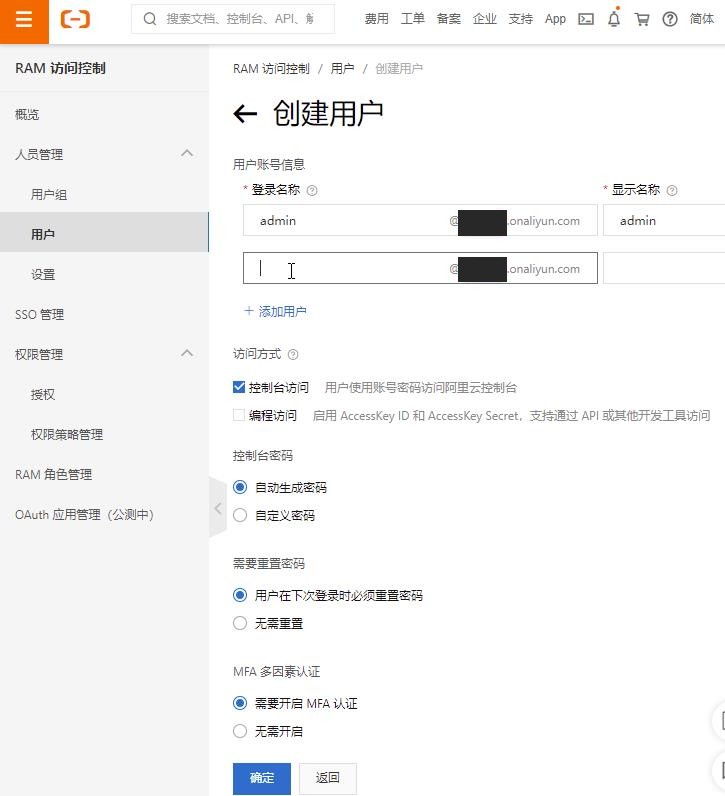 搜索文档、控制台、API、解
费用 工单 备案 企业 支持 App 简体
RAM 访问控制
概览
人员管理
用户组
用户
设置
SSO 管理
权限管理
授权
权限策略管理
RAM 角色管理
OAuth 应用管理（公测中）
RAM 访问控制 / 用户 / 创建用户
← 创建用户
用户账号信息
* 登录名称 * 显示名称
admin @ .onaliyun.com admin
@ .onaliyun.com
+ 添加用户
访问方式
控制台访问 用户使用账号密码访问阿里云控制台
编程访问 启用 AccessKey ID 和 AccessKey Secret，支持通过 API 或其他开发工具访问
控制台密码
自动生成密码
自定义密码
需要重置密码
用户在下次登录时必须重置密码
无需重置
MFA 多因素认证
需要开启 MFA 认证
无需开启
确定 返回